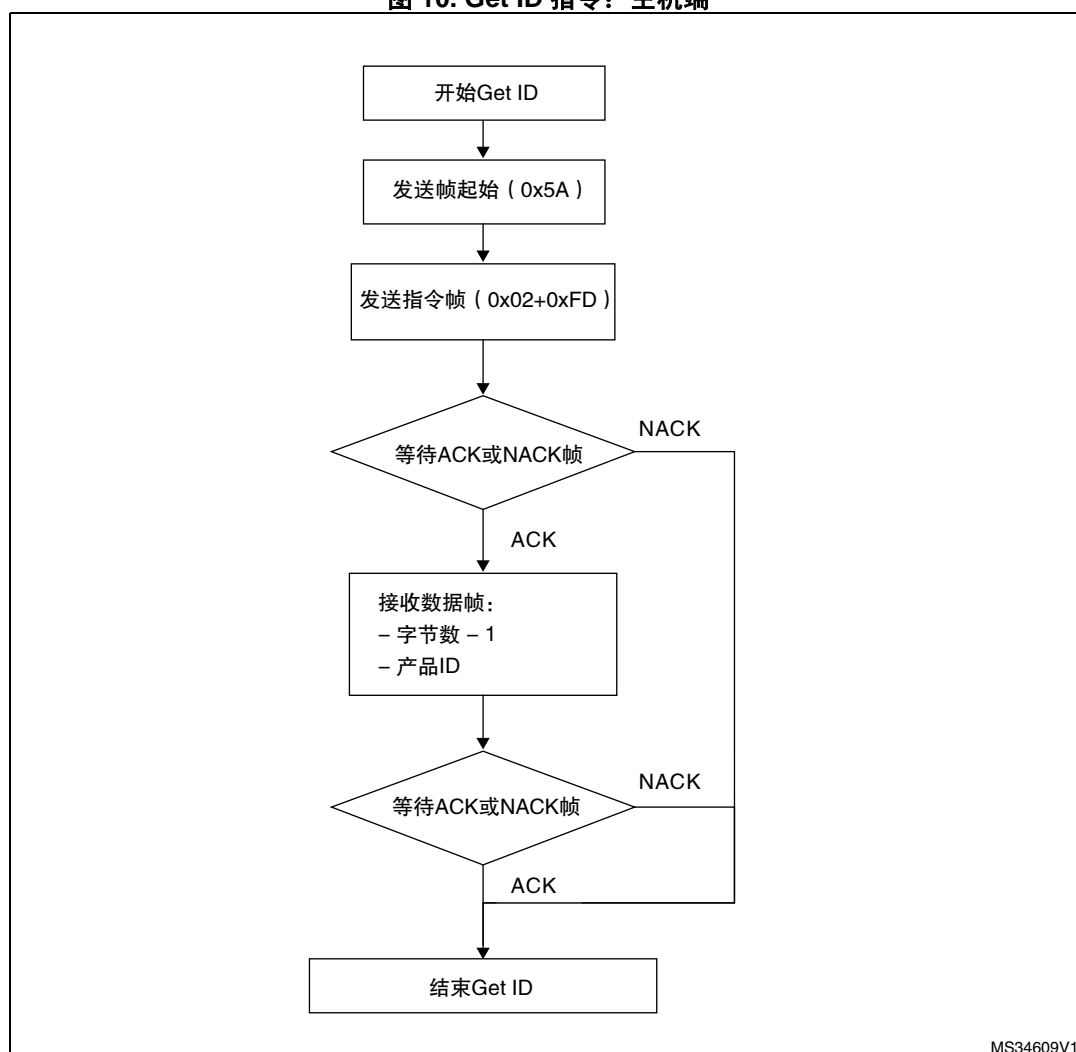 图 10. Get ID 指令：主机端
开始Get ID
发送帧起始（0x5A）
发送指令帧（0x02+0xFD）
等待ACK或NACK帧
NACK
ACK
接收数据帧：
– 字节数 – 1
– 产品ID
等待ACK或NACK帧
NACK
ACK
结束Get ID
MS34609V1